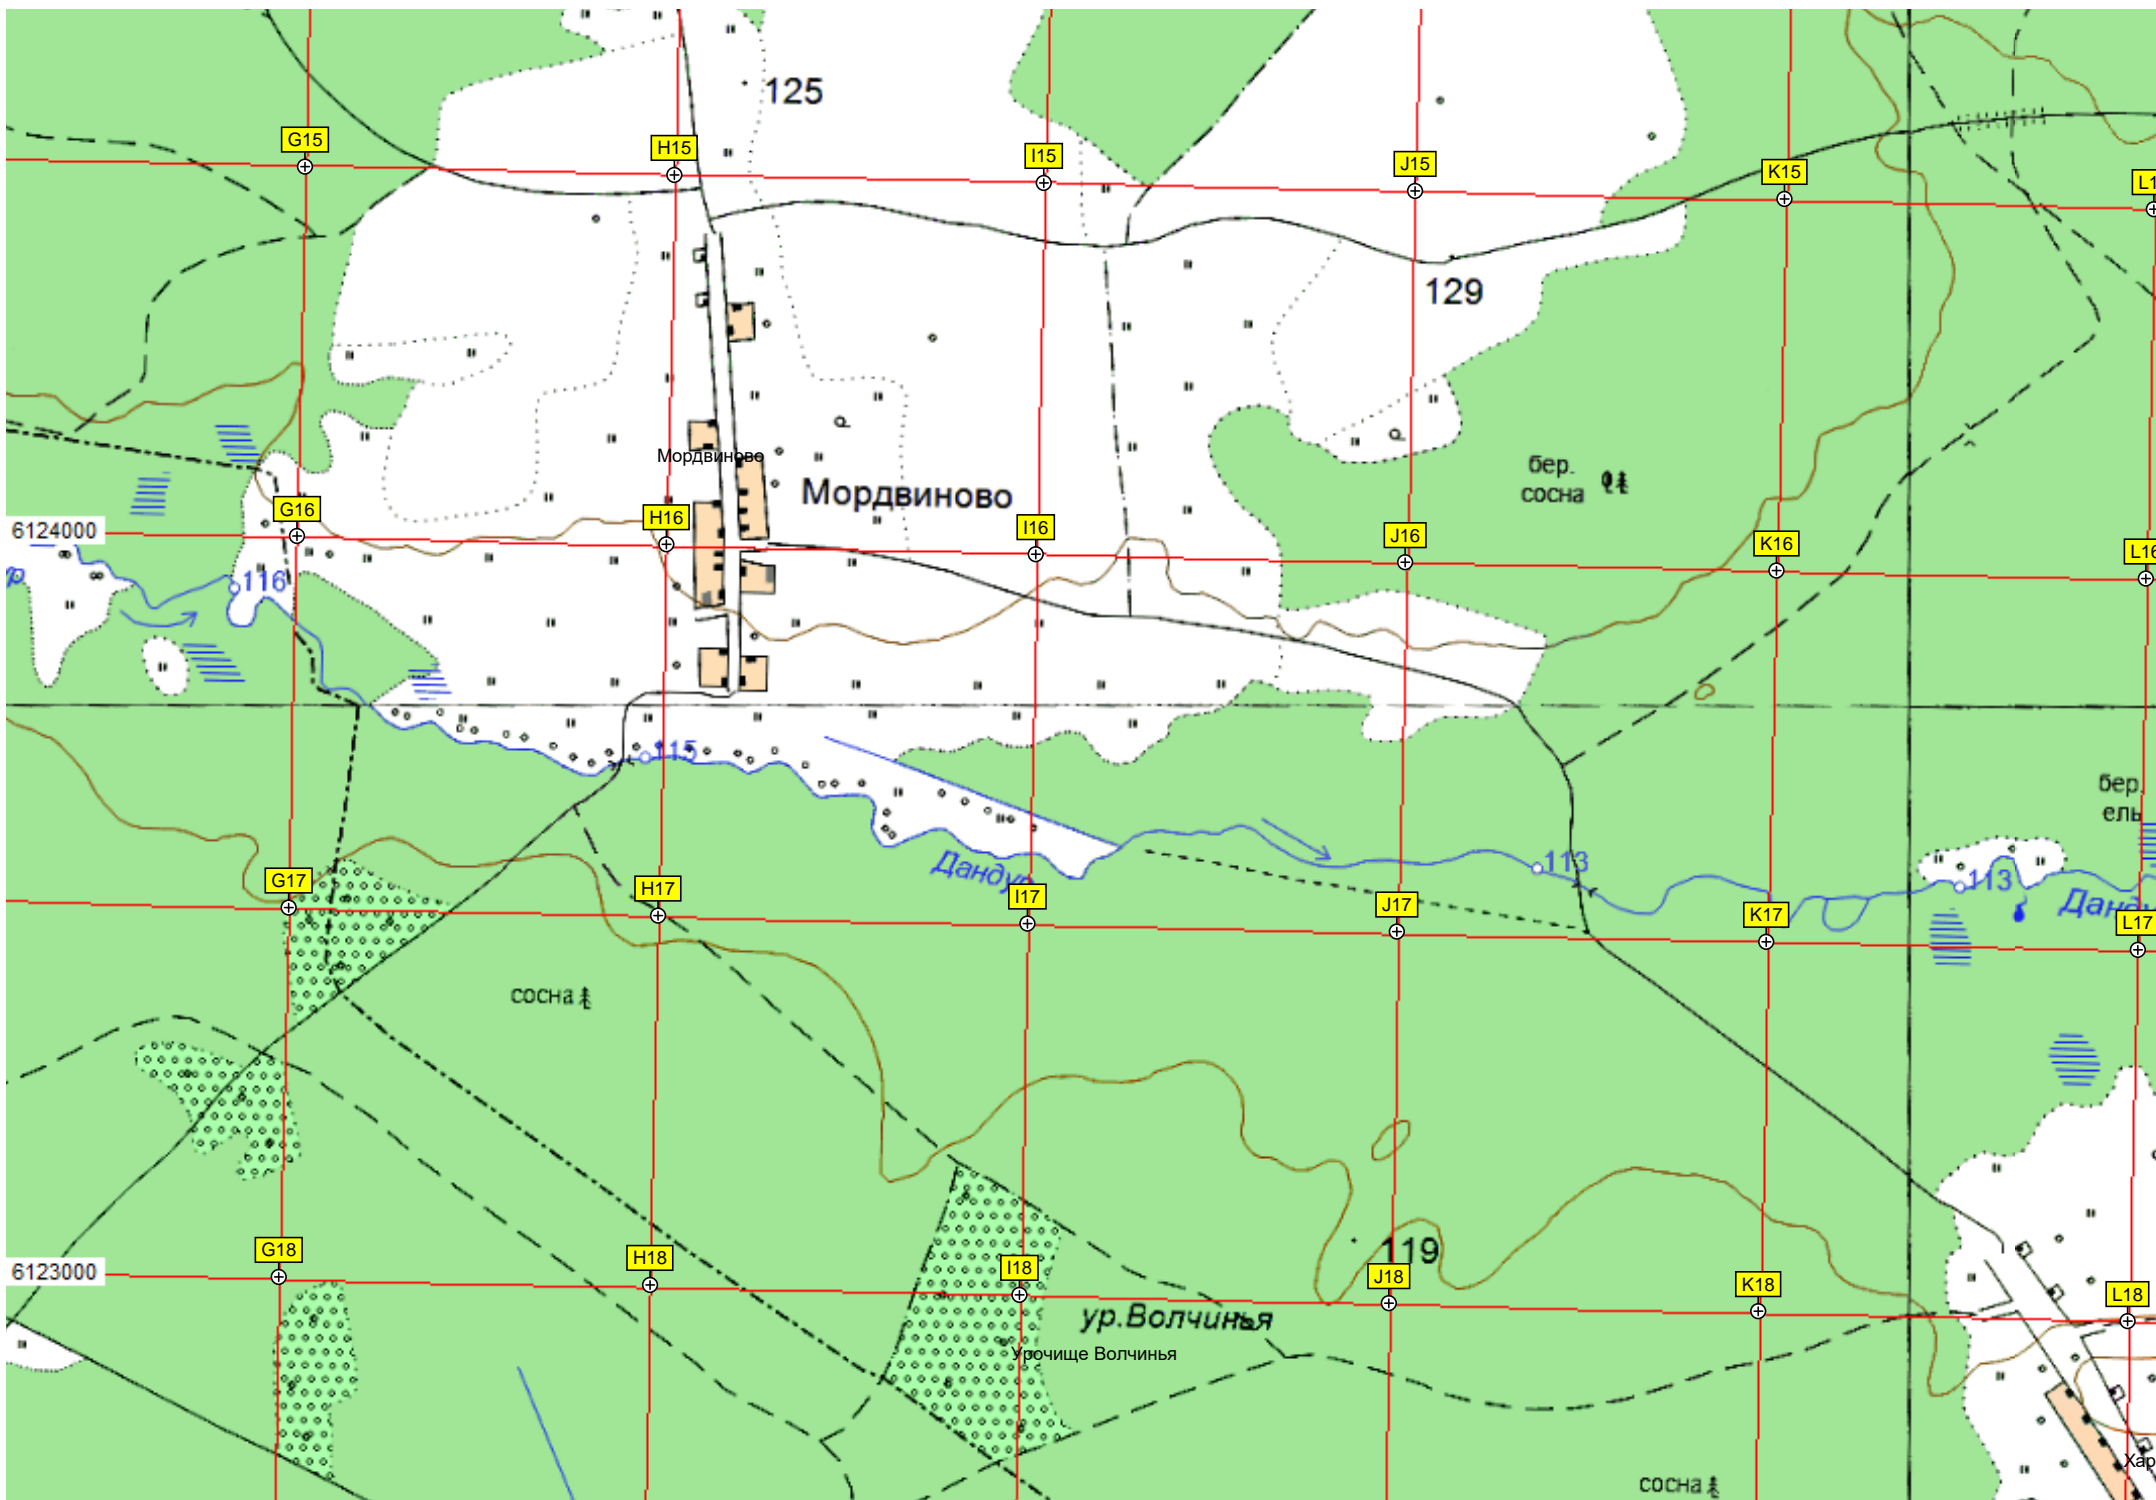 125
G15
H15
I15
J15
K15
129
Мордвиново
бер.
сосна
Мордвиново
G16
H16
I16
J16
K16
L16
6124000
116
115
бер.
ель
113
113
Дандур
G17
H17
I17
J17
K17
L17
сосна
119
G18
H18
I18
J18
K18
L18
6123000
ур.Волчинья
Урочище Волчинья
сосна